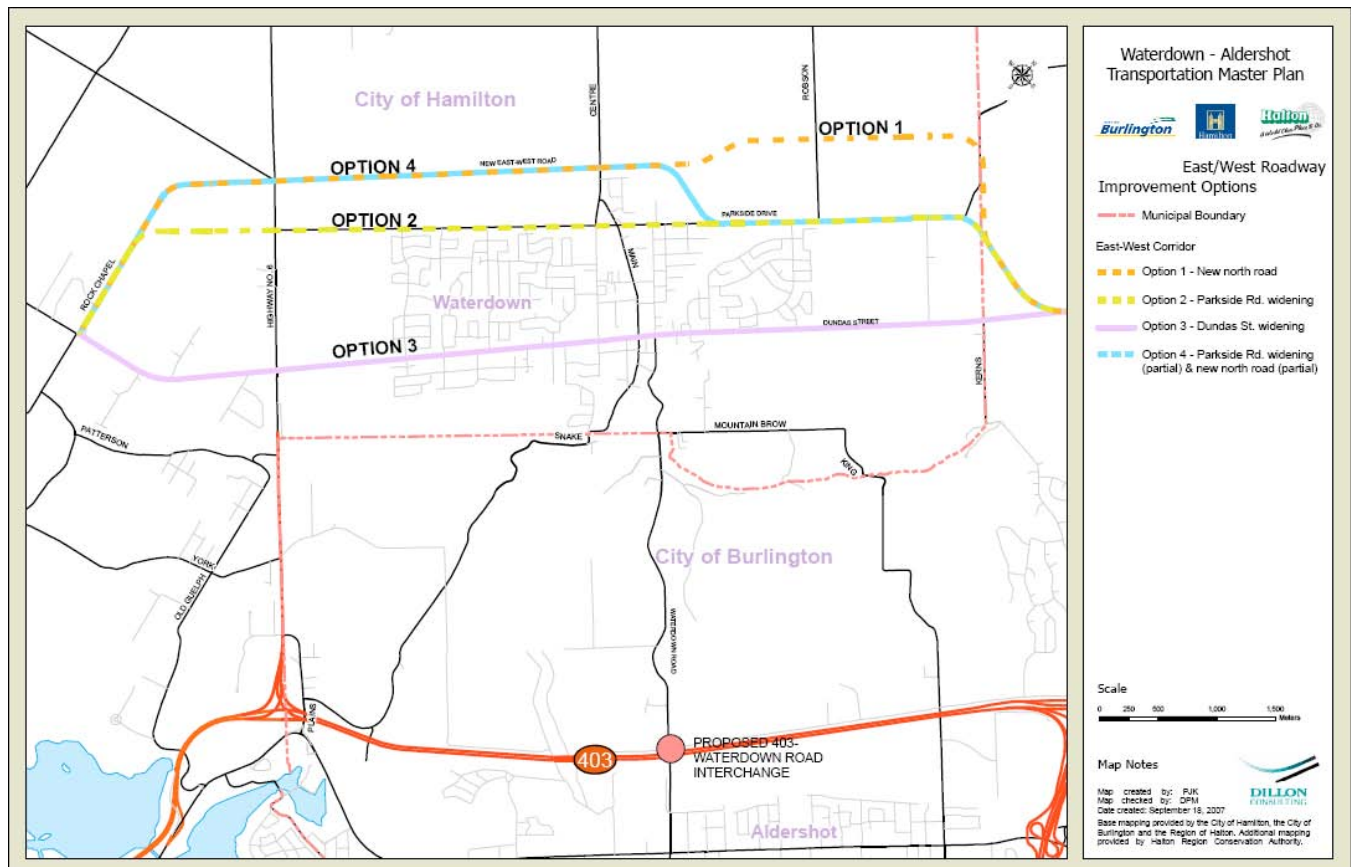 City of Hamilton
CENTRE
ROBSON
OPTION 1
OPTION 4
NEW EAST-WEST ROAD
OPTION 2
PARKSIDE DRIVE
ROCK CHAPEL
HIGHWAY NO. 6
MAIN
Waterdown
DUNDAS STREET
OPTION 3
KERNS
PATTERSON
SNAKE
MOUNTAIN BROW
KING
YORK
OLD GUELPH
City of Burlington
WATERDOWN ROAD
PLAINS
403
PROPOSED 403-
WATERDOWN ROAD
INTERCHANGE
Aldershot
Waterdown - Aldershot
Transportation Master Plan
Burlington
Hamilton
Halton
East/West Roadway
Improvement Options
Municipal Boundary
East-West Corridor
Option 1 - New north road
Option 2 - Parkside Rd. widening
Option 3 - Dundas St. widening
Option 4 - Parkside Rd. widening
(partial) & new north road (partial)
Scale
0 250 500 1,000 1,500
Meters
Map Notes
Map created by: PJK
Map checked by: DPM
Date created: September 18, 2007
DILLON
CONSULTING
Base mapping provided by the City of Hamilton, the City of
Burlington and the Region of Halton. Additional mapping
provided by Halton Region Conservation Authority.